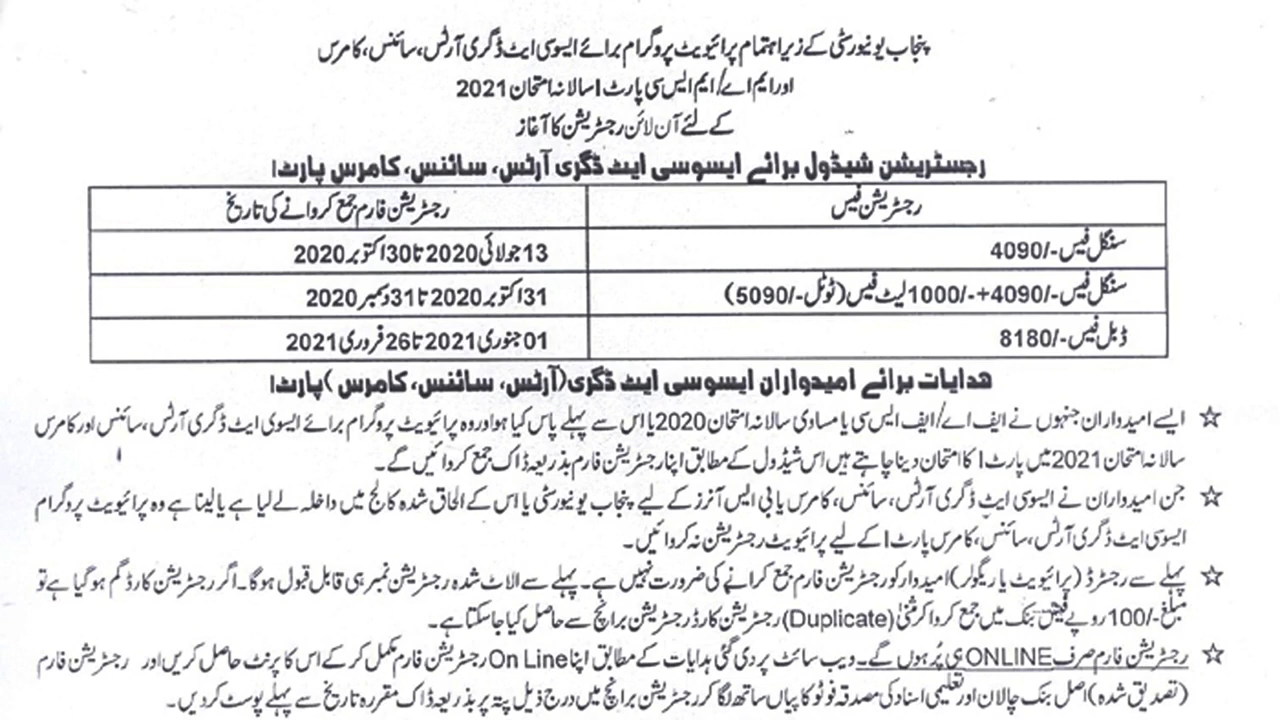 پنجاب یونیورسٹی کے زیر اہتمام پرائیویٹ پروگرام برائے ایسوسی ایٹ ڈگری آرٹس، سائنس، کامرس
اور ایم اے/ایم ایس سی پارٹ I سالانہ امتحان 2021
کے لئے آن لائن رجسٹریشن کا آغاز
رجسٹریشن شیڈول برائے ایسوسی ایٹ ڈگری آرٹس، سائنس، کامرس پارٹ I
رجسٹریشن فیس رجسٹریشن فارم جمع کروانے کی تاریخ
سنگل فیس -/4090 13 جولائی 2020 تا 30 اکتوبر 2020
سنگل فیس -/4090+ -/1000 لیٹ فیس (ٹوٹل -/5090) 31 اکتوبر 2020 تا 31 دسمبر 2020
ڈبل فیس -/8180 01 جنوری 2021 تا 26 فروری 2021
ھدایات برائے امیدواران ایسوسی ایٹ ڈگری (آرٹس، سائنس، کامرس) پارٹ I
☆ ایسے امیدواران جنہوں نے ایف اے/ایف ایس سی یا مساوی سالانہ امتحان 2020 یا اس سے پہلے پاس کیا ہو اور وہ پرائیویٹ پروگرام برائے ایسوی ایٹ ڈگری آرٹس، سائنس اور کامرس
سالانہ امتحان 2021 میں پارٹ I کا امتحان دینا چاہتے ہیں اس شیڈول کے مطابق اپنا رجسٹریشن فارم بذریعہ ڈاک جمع کروائیں گے۔
☆ جن امیدواران نے ایسوسی ایٹ ڈگری آرٹس، سائنس، کامرس یا بی ایس آنرز کے لیے پنجاب یونیورسٹی یا اس کے الحاق شدہ کالج میں داخلہ لے لیا ہے یا لینا ہے وہ پرائیویٹ پروگرام
ایسوسی ایٹ ڈگری آرٹس، سائنس، کامرس پارٹ I کے لیے پرائیویٹ رجسٹریشن نہ کروائیں۔
☆ پہلے سے رجسٹرڈ (پرائیویٹ یا ریگولر) امیدوار کو رجسٹریشن فارم جمع کرانے کی ضرورت نہیں ہے۔ پہلے سے الاٹ شدہ رجسٹریشن نمبر ہی قابل قبول ہوگا۔ اگر رجسٹریشن کارڈ گم ہو گیا ہے تو
مبلغ -/100 روپے فیس بنک میں جمع کروا کر مثنیٰ (Duplicate) رجسٹریشن کارڈ رجسٹریشن برانچ سے حاصل کیا جا سکتا ہے۔
☆ رجسٹریشن فارم صرف ONLINE ہی پُر ہوں گے۔ ویب سائٹ پر دی گئی ہدایات کے مطابق اپنا On Line رجسٹریشن فارم مکمل کر کے اس کا پرنٹ حاصل کریں اور رجسٹریشن فارم
(تصدیق شدہ) اصل بنک چالان اور تعلیمی اسناد کی مصدقہ فوٹو کاپیاں ساتھ لگا کر رجسٹریشن برانچ میں درج ذیل پتہ پر بذریعہ ڈاک مقررہ تاریخ سے پہلے پوسٹ کر دیں۔